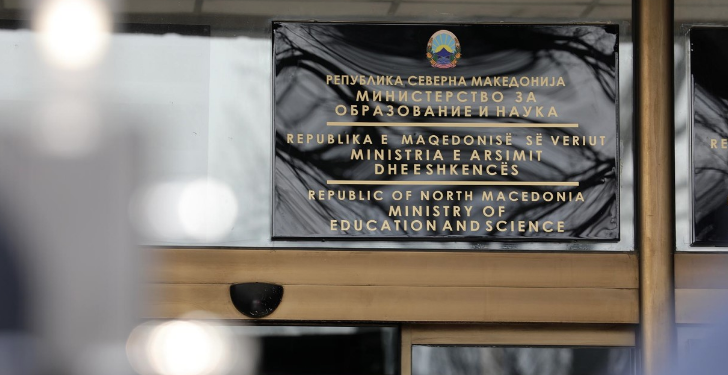 РЕПУБЛИКА СЕВЕРНА МАКЕДОНИЈА
МИНИСТЕРСТВО ЗА
ОБРАЗОВАНИЕ И НАУКА
REPUBLIKA E MAQEDONISË SË VERIUT
MINISTRIA E ARSIMIT
DHE ESHKENCËS
REPUBLIC OF NORTH MACEDONIA
MINISTRY OF
EDUCATION AND SCIENCE